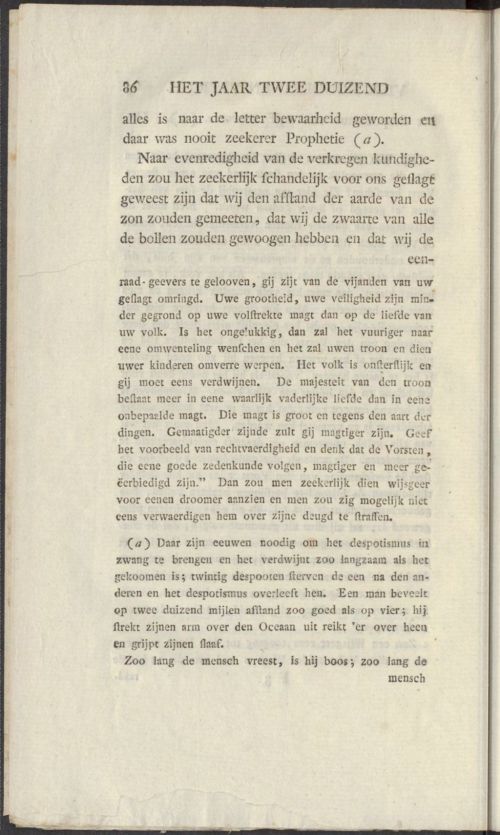 86 HET JAAR TWEE DUIZEND
alles is naar de letter bewaarheid geworden en
daar was nooit zeekerer Prophetie (a).
Naar evenredigheid van de verkregen kundighe-
den zou het zeekerlijk schandelijk voor ons geslagt
geweest zijn dat wij den afstand der aarde van de
zon zouden gemeeten, dat wij de zwaarte van alle
de bollen zouden gewoogen hebben en dat wij de
een-
raad-geevers te gelooven, gij zijt van de vijanden van uw
geslagt omringd. Uwe grootheid, uwe veiligheid zijn min-
der gegrond op uwe volstrekte magt dan op de liefde van
uw volk. Is het ongelukkig, dan zal het vuuriger naar
eene omwenteling wenschen en het zal uwen troon en dien
uwer kinderen omverre werpen. Het volk is onsterflijk en
gij moet eens verdwijnen. De majesteit van den troon
bestaat meer in eene waarlijk vaderlijke liefde dan in eene
onbepaalde magt. Die magt is groot en tegens den aart der
dingen. Gemaatigder zijnde zult gij magtiger zijn. Geef
het voorbeeld van rechtvaerdigheid en denk dat de Vorsten,
die eene goede zedenkunde volgen, magtiger en meer ge-
ëerbiedigd zijn." Dan zou men zeekerlijk dien wijsgeer
voor eenen droomer aanzien en men zou zig mogelijk niet
eens verwaerdigen hem over zijne deugd te straffen.
(a) Daar zijn eeuwen noodig om het despotismus in
zwang te brengen en het verdwijnt zoo langzaam als het
gekoomen is; twintig despooten sterven de een na den an-
deren en het despotismus overleeft hen. Een man beveelt
op twee duizend mijlen afstand zoo goed als op vier; hij
strekt zijnen arm over den Oceaan uit reikt 'er over heen
en grijpt zijnen slaaf.
Zoo lang de mensch vreest, is hij boos; zoo lang de
mensch